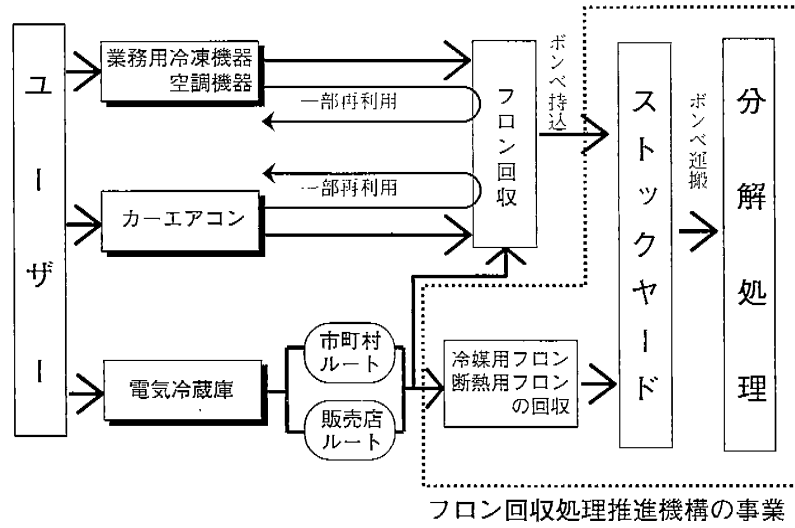 ユーザー
業務用冷凍機器
空調機器
一部再利用
一部再利用
カーエアコン
電気冷蔵庫
市町村
ルート
販売店
ルート
フロン回収
ボンベ持込
冷媒用フロン
断熱用フロン
の回収
ストックヤード
ボンベ運搬
分解処理
フロン回収処理推進機構の事業